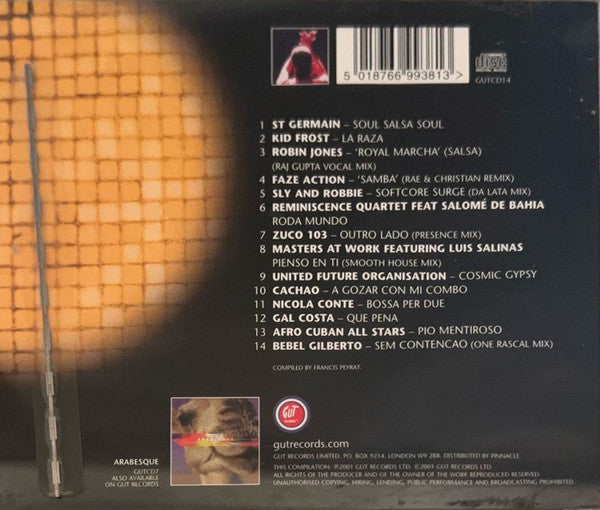 5 018766 993813 >
disc
GUTCD14
1 ST GERMAIN – SOUL SALSA SOUL
2 KID FROST – LA RAZA
3 ROBIN JONES – 'ROYAL MARCHA' (SALSA)
(RAJ GUPTA VOCAL MIX)
4 FAZE ACTION – 'SAMBA' (RAE & CHRISTIAN REMIX)
5 SLY AND ROBBIE – SOFTCORE SURGE (DA LATA MIX)
6 REMINISCENCE QUARTET FEAT SALOMÉ DE BAHIA
RODA MUNDO
7 ZUCO 103 – OUTRO LADO (PRESENCE MIX)
8 MASTERS AT WORK FEATURING LUIS SALINAS
PIENSO EN TI (SMOOTH HOUSE MIX)
9 UNITED FUTURE ORGANISATION – COSMIC GYPSY
10 CACHAO – A GOZAR CON MI COMBO
11 NICOLA CONTE – BOSSA PER DUE
12 GAL COSTA – QUE PENA
13 AFRO CUBAN ALL STARS – PIO MENTIROSO
14 BEBEL GILBERTO – SEM CONTENCAO (ONE RASCAL MIX)
COMPILED BY FRANCIS PEYRAT.
ARABESQUE
GUTCD7
ALSO AVAILABLE
ON GUT RECORDS
ARABESQUE
GUT
gutrecords.com
GUT RECORDS LIMITED. P.O. BOX 9214, LONDON W9 2BR. DISTRIBUTED BY PINNACLE.
THIS COMPILATION: ℗2001 GUT RECORDS LTD. ©2001 GUT RECORDS LTD
ALL RIGHTS OF THE PRODUCER AND OF THE OWNER OF THE WORK REPRODUCED RESERVED.
UNAUTHORISED COPYING, HIRING, LENDING, PUBLIC PERFORMANCE AND BROADCASTING PROHIBITED.